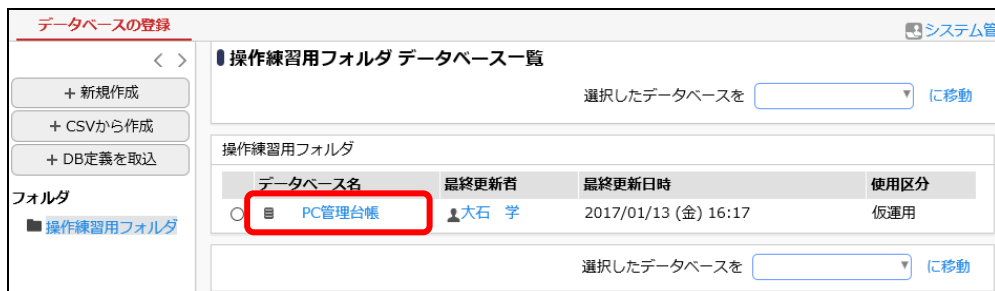 データベースの登録
システム管
< >
▌操作練習用フォルダ データベース一覧
+ 新規作成
選択したデータベースを に移動
+ CSVから作成
+ DB定義を取込
操作練習用フォルダ
データベース名 最終更新者 最終更新日時 使用区分
フォルダ
PC管理台帳 大石 学 2017/01/13 (金) 16:17 仮運用
操作練習用フォルダ
選択したデータベースを に移動